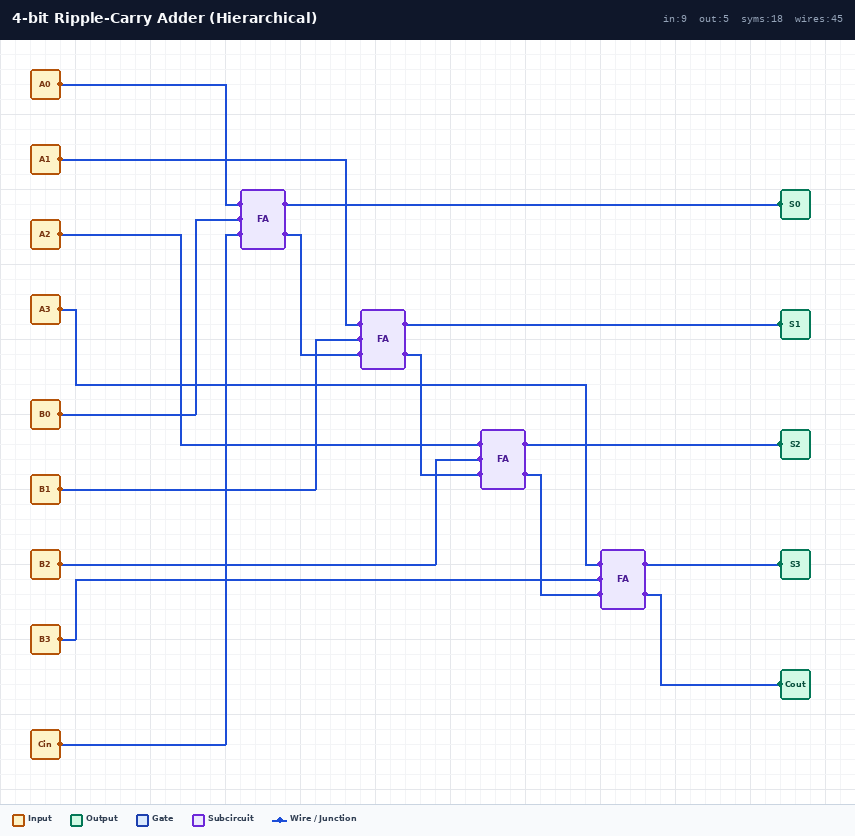 4-bit Ripple-Carry Adder (Hierarchical)
in:9 out:5 syms:18 wires:45
A0
A1
A2
FA
S0
A3
FA
S1
B0
FA
S2
B1
B2
FA
S3
B3
Cout
Cin
Input
Output
Gate
Subcircuit
Wire / Junction